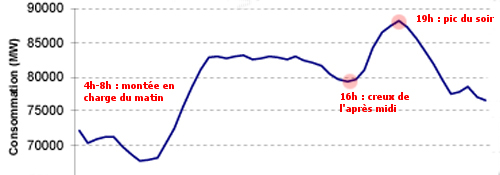 90000
19h : pic du soir
85000
80000
4h-8h : montée en
charge du matin
16h : creux de
l'après midi
75000
70000
Consommation (MW)